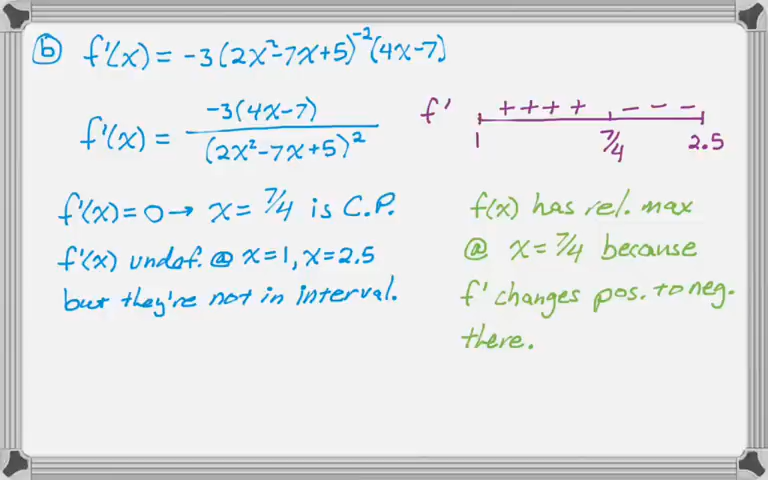 (b) f'(x) = -3(2x²-7x+5)⁻²(4x-7)
f'(x) = -3(4x-7) / (2x²-7x+5)²
f'(x)=0 → x = 7/4 is C.P.
f'(x) undef. @ x=1, x=2.5
but they're not in interval.
f' + + + + - - -
1 7/4 2.5
f(x) has rel. max
@ x = 7/4 because
f' changes pos. to neg.
there.